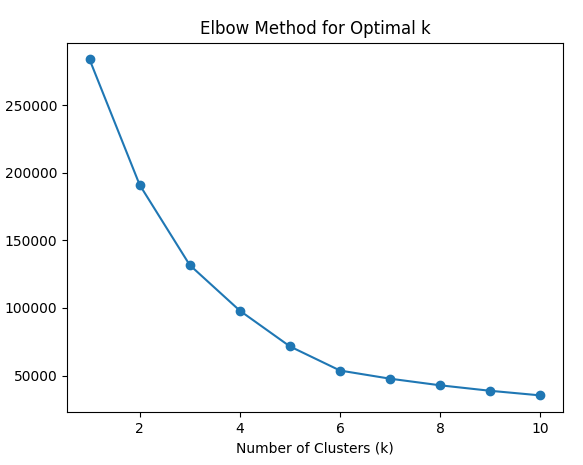 Elbow Method for Optimal k
250000
200000
150000
100000
50000
2 4 6 8 10
Number of Clusters (k)